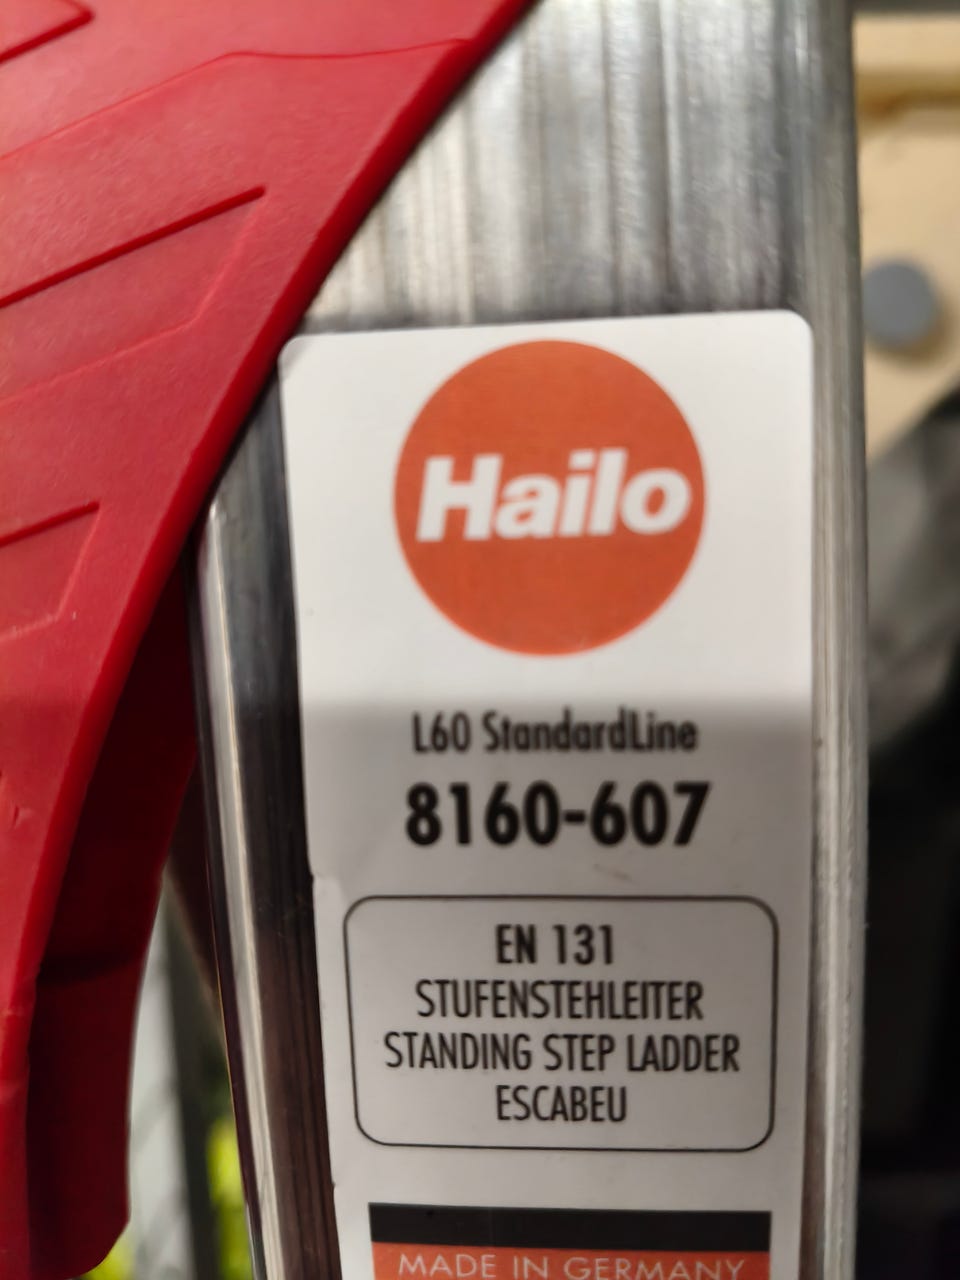 Hailo
L60 StandardLine
8160-607
EN 131
STUFENSTEHLEITER
STANDING STEP LADDER
ESCABEU
MADE IN GERMANY